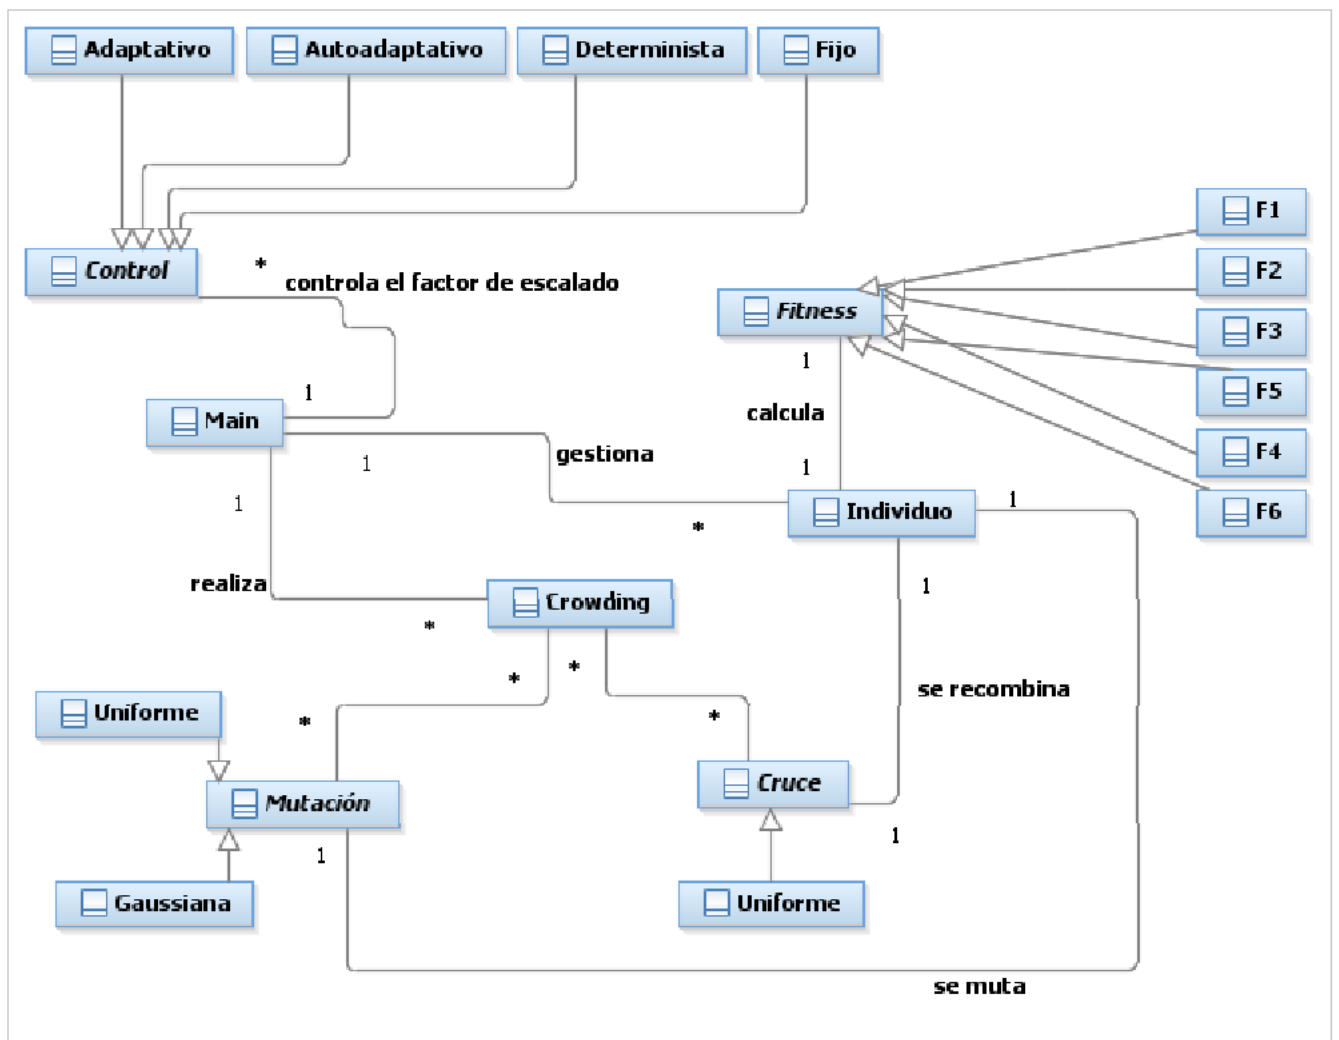 Adaptativo
Autoadaptativo
Determinista
Fijo
F1
F2
F3
F5
F4
F6
Control
*
controla el factor de escalado
Fitness
1
calcula
1
1
Main
1
gestiona
*
Individuo
1
1
realiza
*
Crowding
1
*
*
se recombina
*
*
Uniforme
Mutación
1
Cruce
1
Gaussiana
Uniforme
se muta